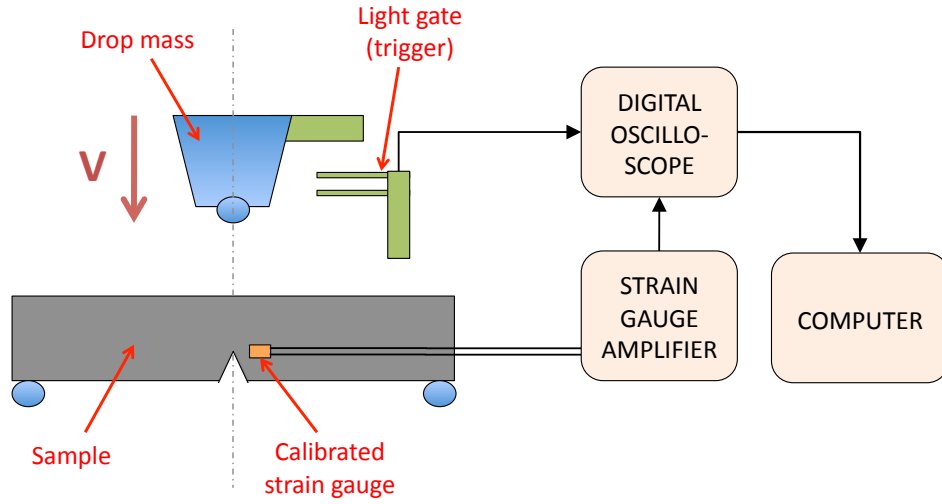 Drop mass
Light gate
(trigger)
V
DIGITAL
OSCILLO-
SCOPE
STRAIN
GAUGE
AMPLIFIER
COMPUTER
Sample
Calibrated
strain gauge